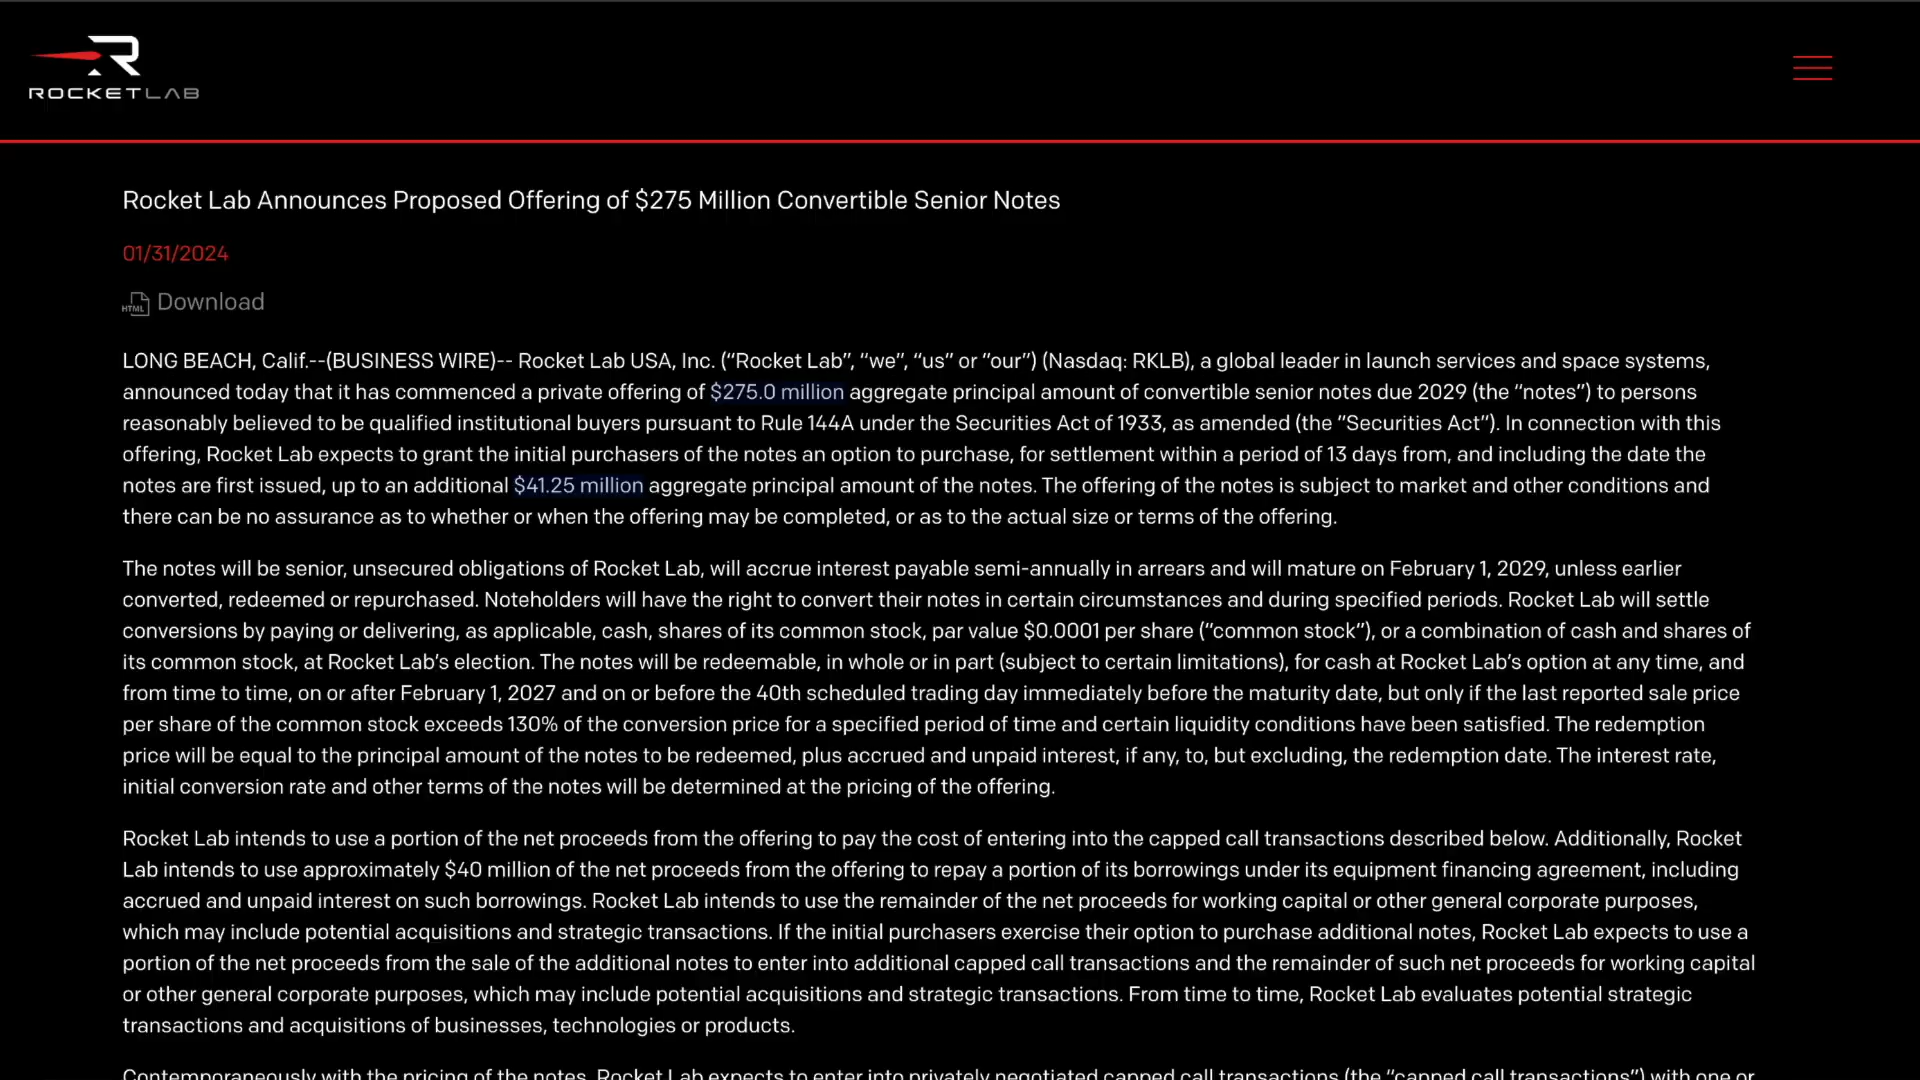 ROCKETLAB
Rocket Lab Announces Proposed Offering of $275 Million Convertible Senior Notes
01/31/2024
HTML Download
LONG BEACH, Calif.--(BUSINESS WIRE)-- Rocket Lab USA, Inc. (“Rocket Lab”, “we”, “us” or “our”) (Nasdaq: RKLB), a global leader in launch services and space systems,
announced today that it has commenced a private offering of $275.0 million aggregate principal amount of convertible senior notes due 2029 (the “notes”) to persons
reasonably believed to be qualified institutional buyers pursuant to Rule 144A under the Securities Act of 1933, as amended (the “Securities Act”). In connection with this
offering, Rocket Lab expects to grant the initial purchasers of the notes an option to purchase, for settlement within a period of 13 days from, and including the date the
notes are first issued, up to an additional $41.25 million aggregate principal amount of the notes. The offering of the notes is subject to market and other conditions and
there can be no assurance as to whether or when the offering may be completed, or as to the actual size or terms of the offering.
The notes will be senior, unsecured obligations of Rocket Lab, will accrue interest payable semi-annually in arrears and will mature on February 1, 2029, unless earlier
converted, redeemed or repurchased. Noteholders will have the right to convert their notes in certain circumstances and during specified periods. Rocket Lab will settle
conversions by paying or delivering, as applicable, cash, shares of its common stock, par value $0.0001 per share (“common stock”), or a combination of cash and shares of
its common stock, at Rocket Lab’s election. The notes will be redeemable, in whole or in part (subject to certain limitations), for cash at Rocket Lab’s option at any time, and
from time to time, on or after February 1, 2027 and on or before the 40th scheduled trading day immediately before the maturity date, but only if the last reported sale price
per share of the common stock exceeds 130% of the conversion price for a specified period of time and certain liquidity conditions have been satisfied. The redemption
price will be equal to the principal amount of the notes to be redeemed, plus accrued and unpaid interest, if any, to, but excluding, the redemption date. The interest rate,
initial conversion rate and other terms of the notes will be determined at the pricing of the offering.
Rocket Lab intends to use a portion of the net proceeds from the offering to pay the cost of entering into the capped call transactions described below. Additionally, Rocket
Lab intends to use approximately $40 million of the net proceeds from the offering to repay a portion of its borrowings under its equipment financing agreement, including
accrued and unpaid interest on such borrowings. Rocket Lab intends to use the remainder of the net proceeds for working capital or other general corporate purposes,
which may include potential acquisitions and strategic transactions. If the initial purchasers exercise their option to purchase additional notes, Rocket Lab expects to use a
portion of the net proceeds from the sale of the additional notes to enter into additional capped call transactions and the remainder of such net proceeds for working capital
or other general corporate purposes, which may include potential acquisitions and strategic transactions. From time to time, Rocket Lab evaluates potential strategic
transactions and acquisitions of businesses, technologies or products.
Contemporaneously with the pricing of the notes, Rocket Lab expects to enter into privately negotiated capped call transactions (the “capped call transactions”) with one or